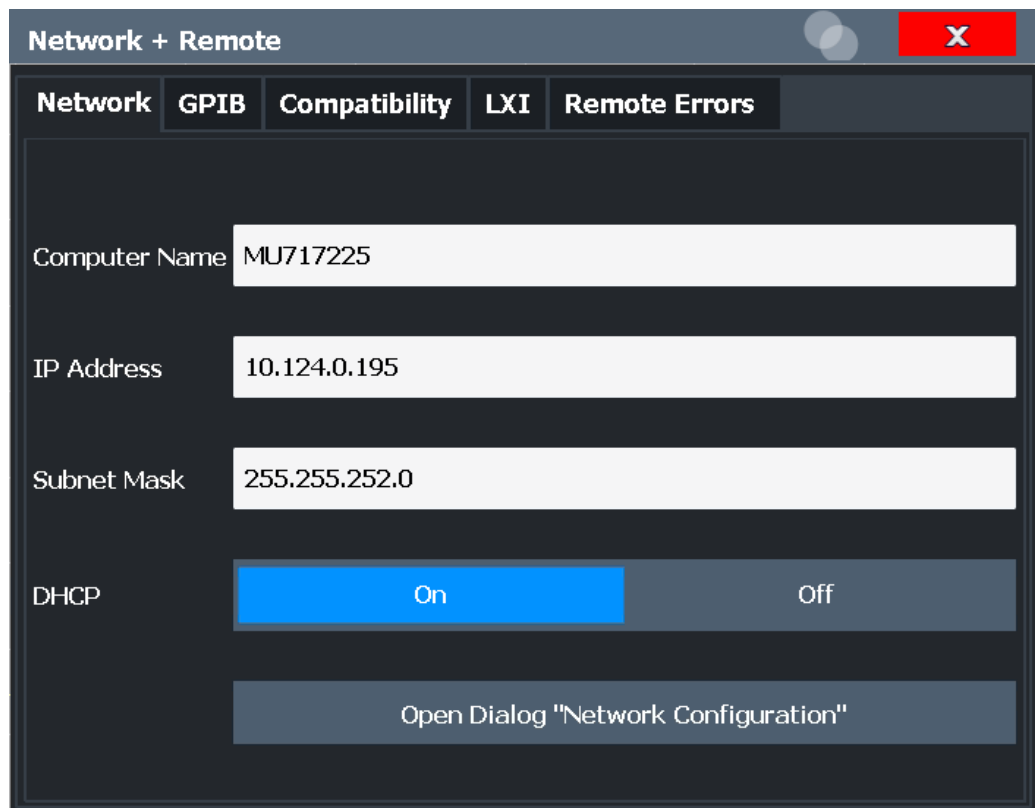 Network + Remote X
Network GPIB Compatibility LXI Remote Errors
Computer Name MU717225
IP Address 10.124.0.195
Subnet Mask 255.255.252.0
DHCP On Off
Open Dialog "Network Configuration"